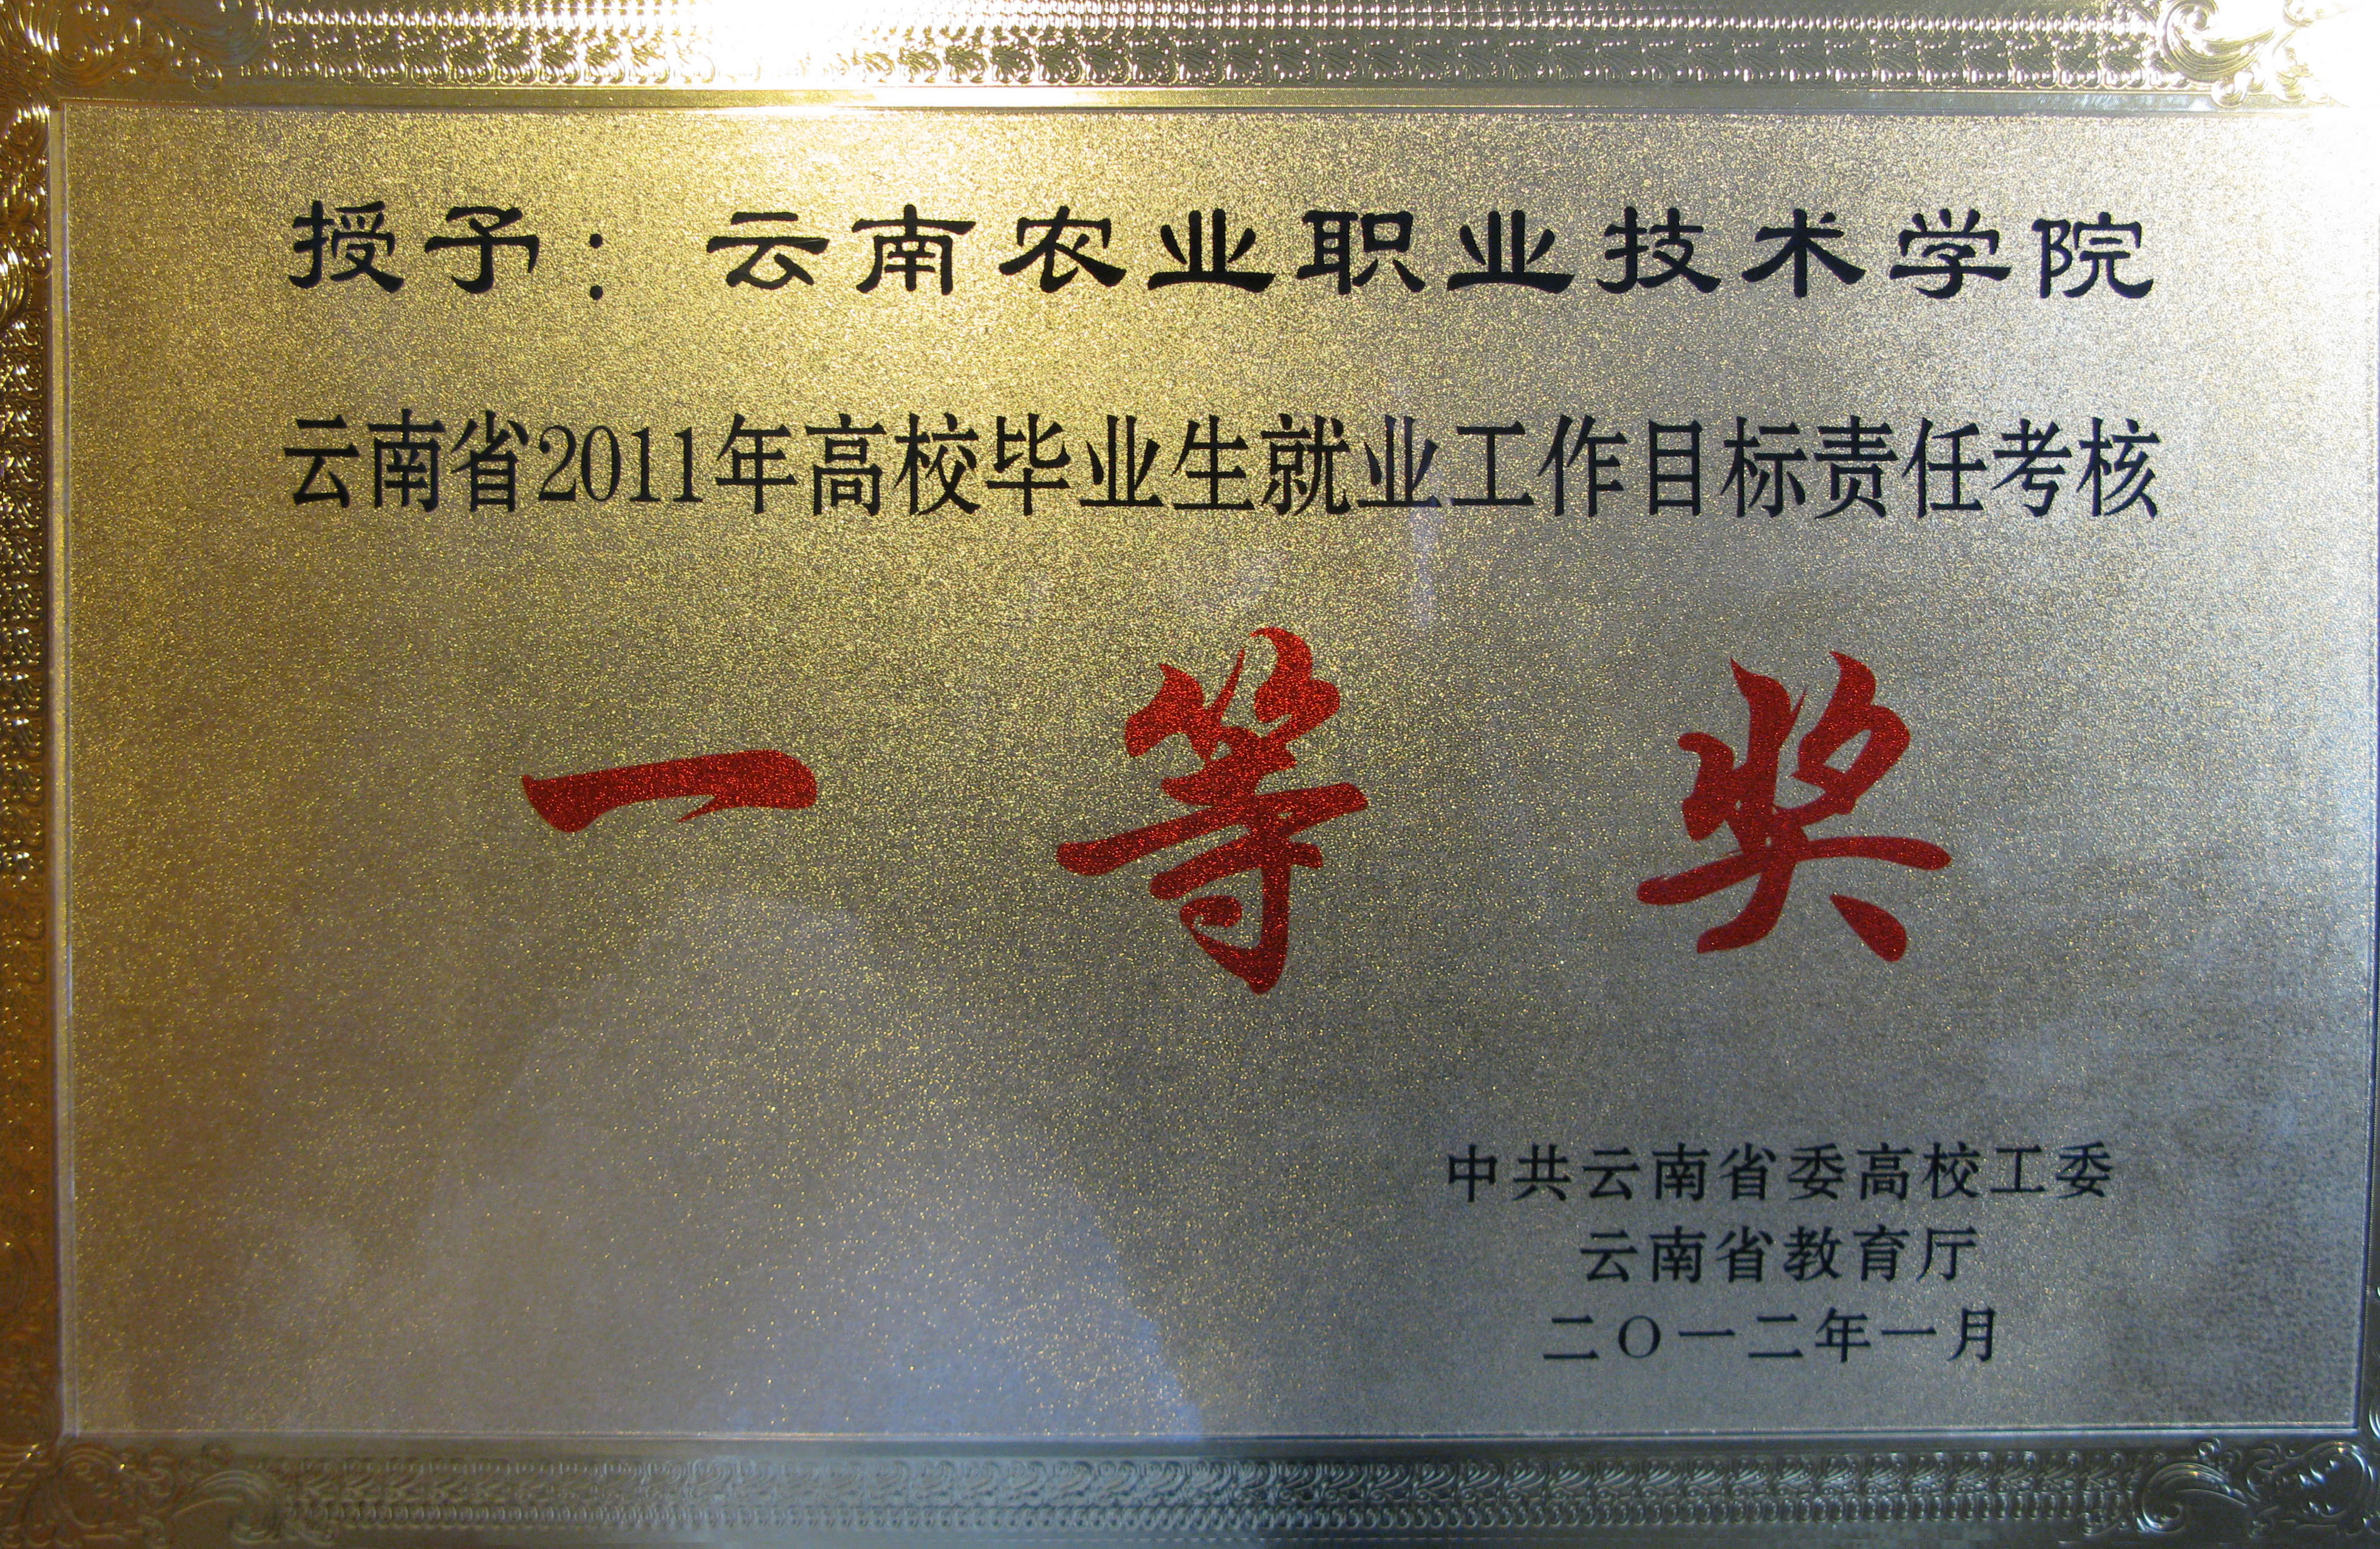 授予：云南农业职业技术学院
云南省2011年高校毕业生就业工作目标责任考核
一等奖
中共云南省委高校工委
云南省教育厅
二〇一二年一月